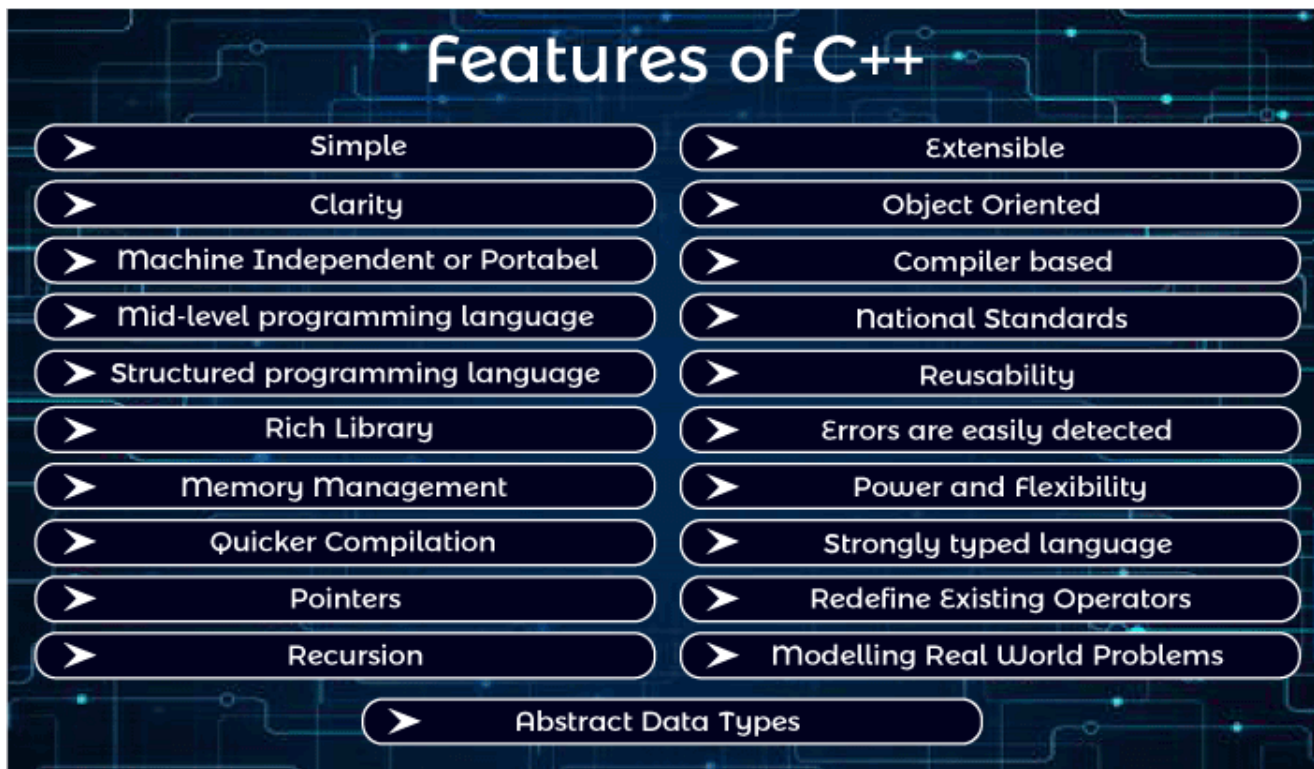 Features of C++
Simple
Clarity
Machine Independent or Portabel
Mid-level programming language
Structured programming language
Rich Library
Memory Management
Quicker Compilation
Pointers
Recursion
Extensible
Object Oriented
Compiler based
National Standards
Reusability
Errors are easily detected
Power and Flexibility
Strongly typed language
Redefine Existing Operators
Modelling Real World Problems
Abstract Data Types